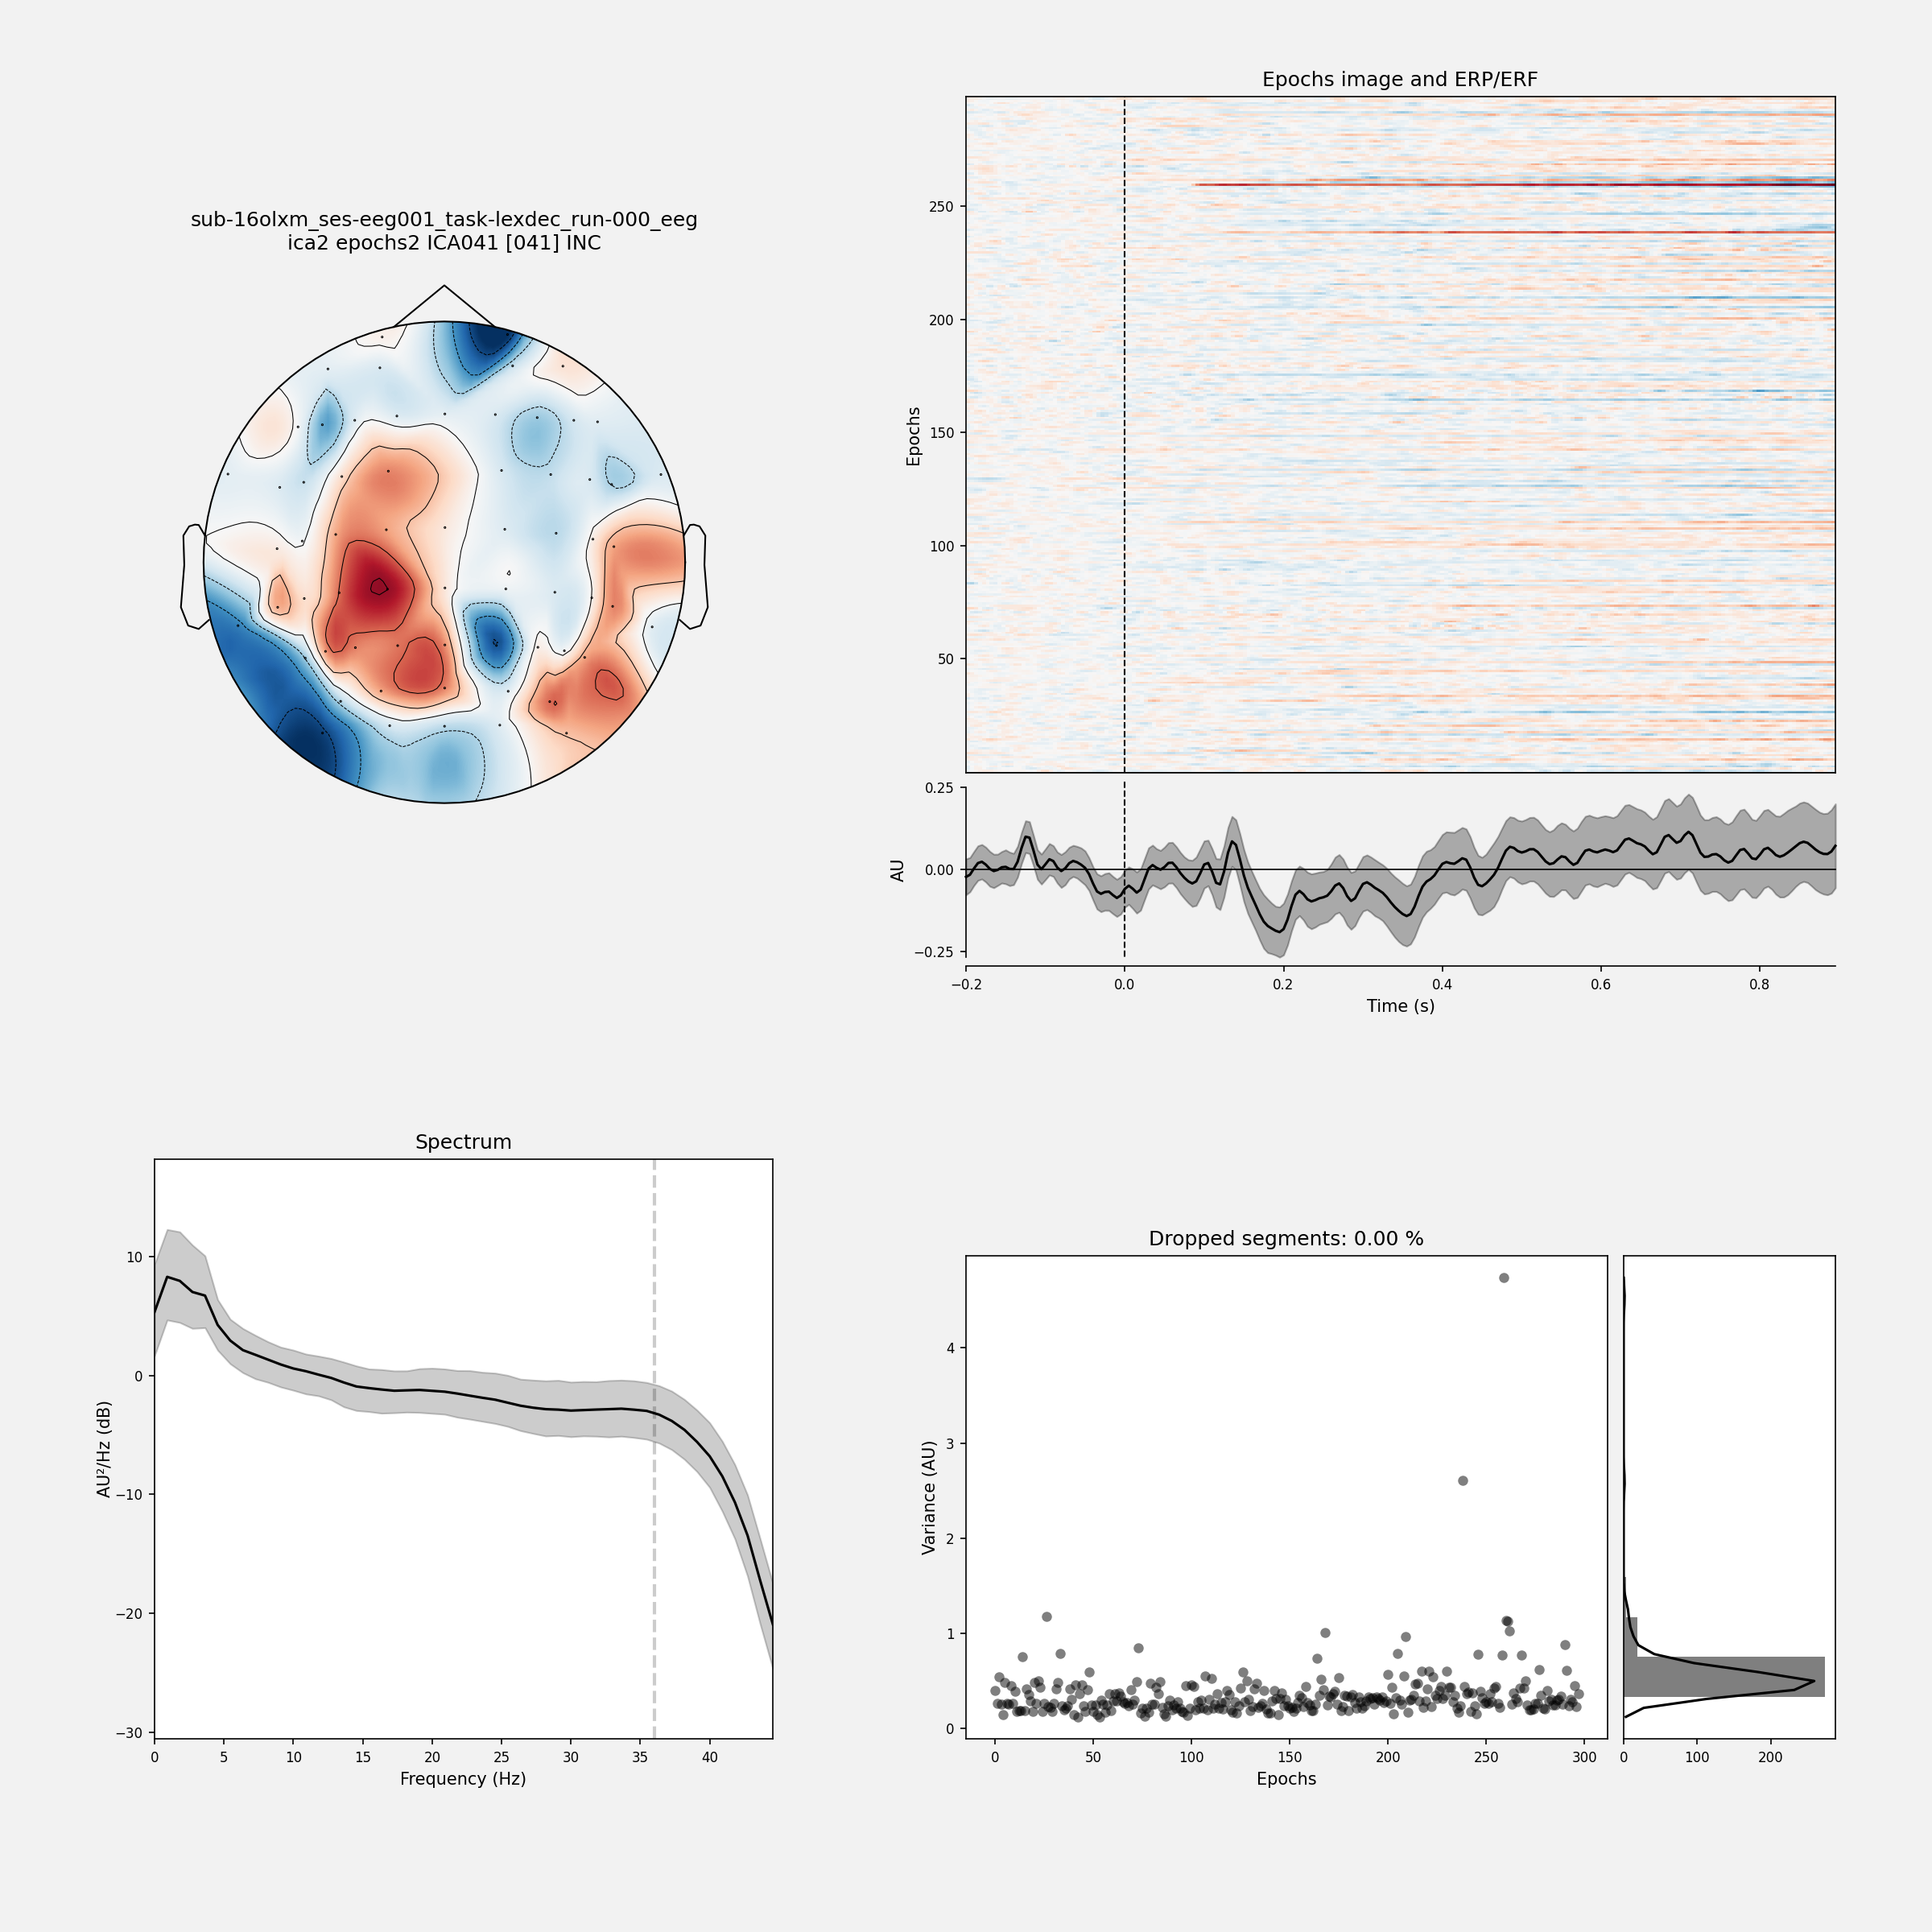 sub-16olxm_ses-eeg001_task-lexdec_run-000_eeg
ica2 epochs2 ICA041 [041] INC
Epochs image and ERP/ERF
Epochs
250
200
150
100
50
AU
0.25
0.00
−0.25
−0.2 0.0 0.2 0.4 0.6 0.8
Time (s)
Spectrum
AU²/Hz (dB)
10
0
−10
−20
−30
0 5 10 15 20 25 30 35 40
Frequency (Hz)
Dropped segments: 0.00 %
Variance (AU)
4
3
2
1
0
0 50 100 150 200 250 300
Epochs
0 100 200